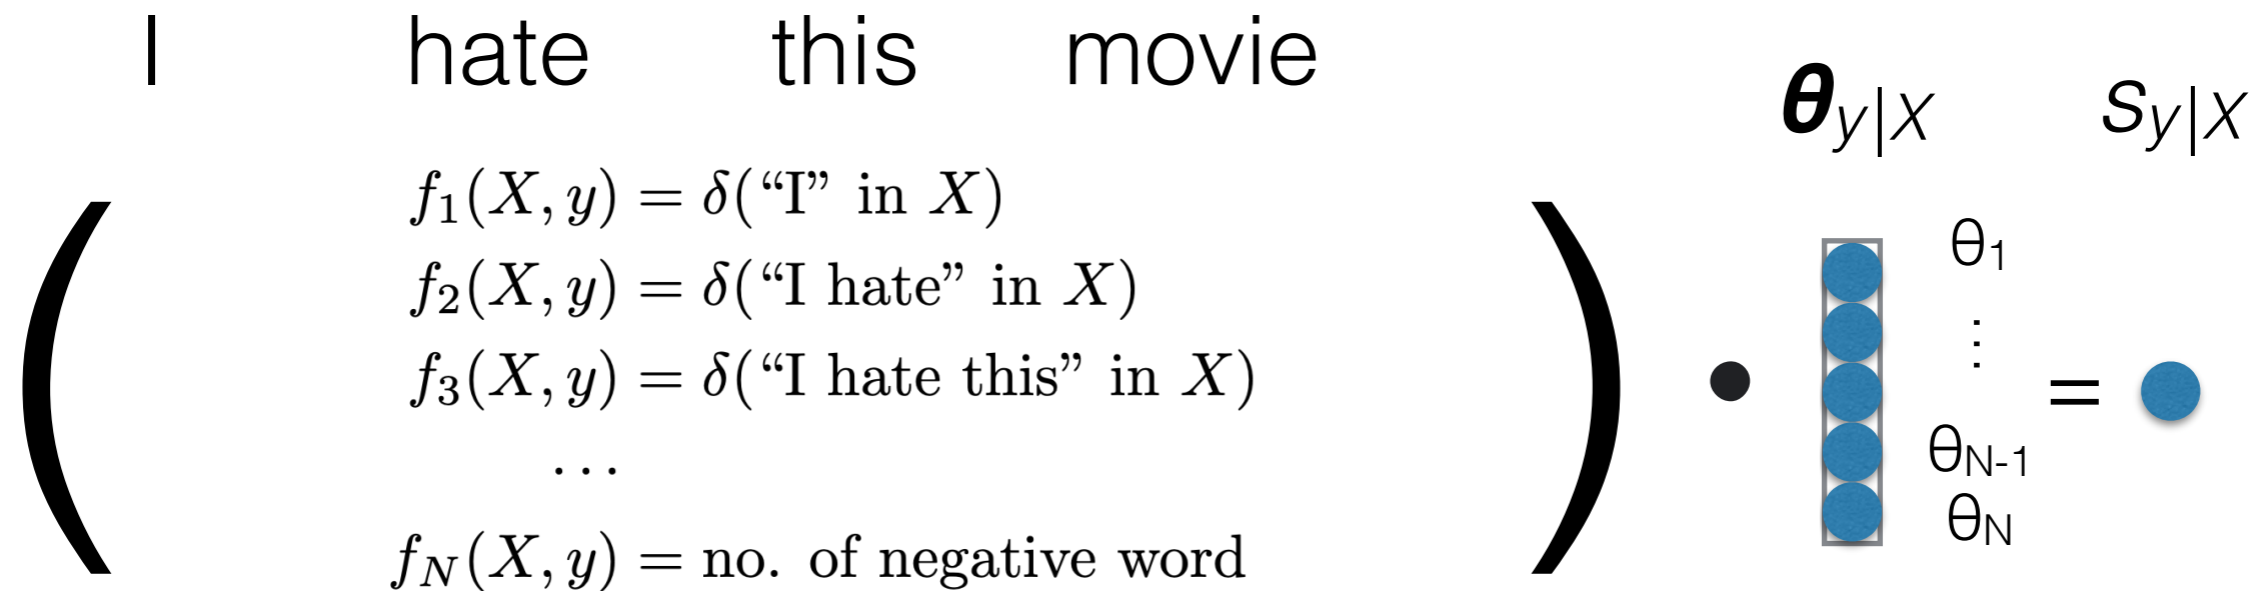 I hate this movie
θy|X sy|X
f1(X, y) = δ(“I” in X)
f2(X, y) = δ(“I hate” in X)
f3(X, y) = δ(“I hate this” in X)
...
fN(X, y) = no. of negative word
( ) • =
θ1
⋮
θN-1
θN